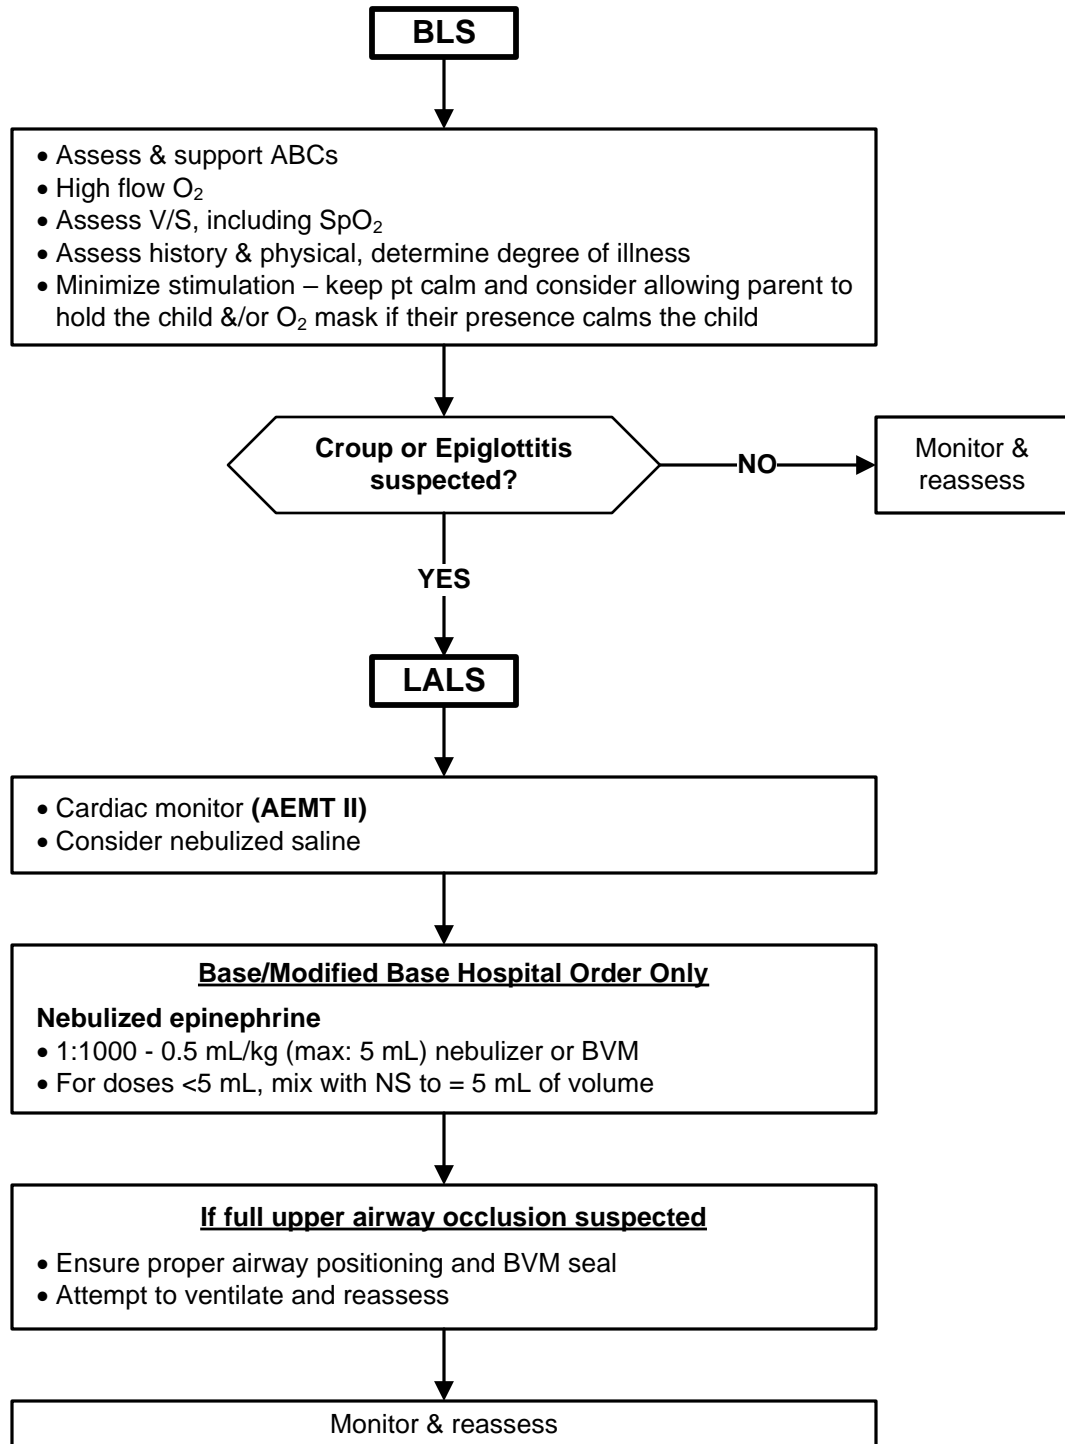 BLS
• Assess & support ABCs
• High flow O₂
• Assess V/S, including SpO₂
• Assess history & physical, determine degree of illness
• Minimize stimulation – keep pt calm and consider allowing parent to
hold the child &/or O₂ mask if their presence calms the child
Croup or Epiglottitis
suspected?
NO
Monitor &
reassess
YES
LALS
• Cardiac monitor (AEMT II)
• Consider nebulized saline
Base/Modified Base Hospital Order Only
Nebulized epinephrine
• 1:1000 - 0.5 mL/kg (max: 5 mL) nebulizer or BVM
• For doses <5 mL, mix with NS to = 5 mL of volume
If full upper airway occlusion suspected
• Ensure proper airway positioning and BVM seal
• Attempt to ventilate and reassess
Monitor & reassess